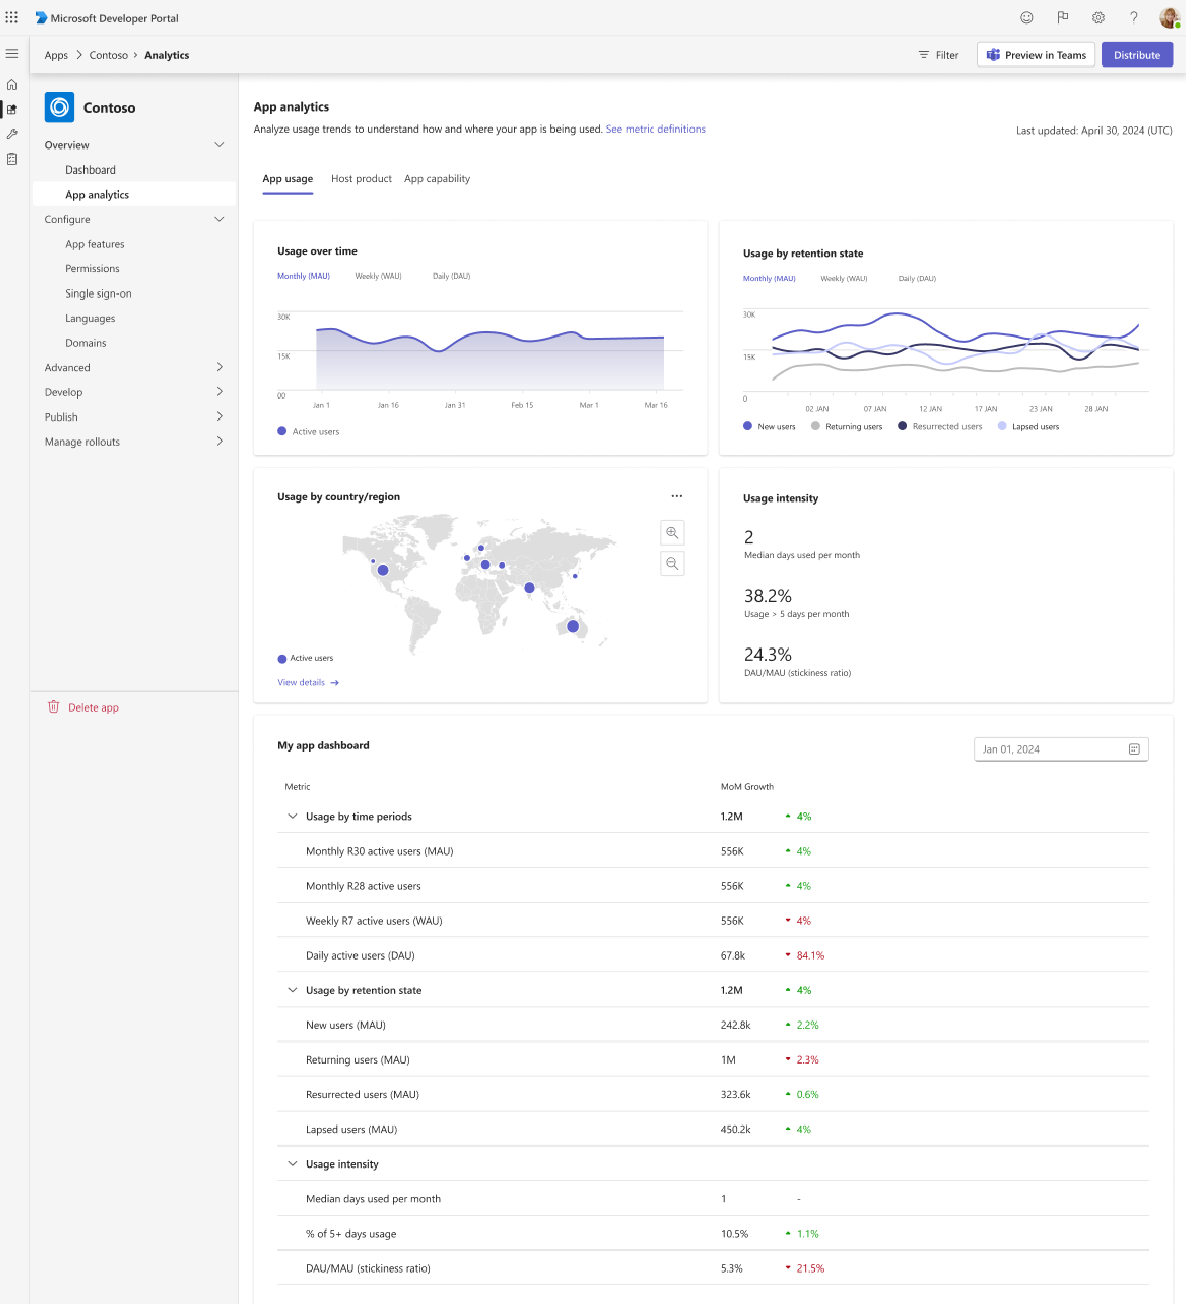 Microsoft Developer Portal
Apps > Contoso > Analytics
Filter
Preview in Teams
Distribute
Contoso
Overview
Dashboard
App analytics
Configure
App features
Permissions
Single sign-on
Languages
Domains
Advanced
Develop
Publish
Manage rollouts
Delete app
App analytics
Analyze usage trends to understand how and where your app is being used. See metric definitions
Last updated: April 30, 2024 (UTC)
App usage Host product App capability
Usage over time
Monthly (MAU) Weekly (WAU) Daily (DAU)
30K
15K
00
Jan 1 Jan 16 Jan 31 Feb 15 Mar 1 Mar 16
Active users
Usage by retention state
Monthly (MAU) Weekly (WAU) Daily (DAU)
30K
15K
0
02 JAN 07 JAN 12 JAN 17 JAN 23 JAN 28 JAN
New users Returning users Resurrected users Lapsed users
Usage by country/region
Active users
View details →
Usage intensity
2
Median days used per month
38.2%
Usage > 5 days per month
24.3%
DAU/MAU (stickiness ratio)
My app dashboard
Jan 01, 2024
Metric MoM Growth
Usage by time periods 1.2M 4%
Monthly R30 active users (MAU) 556K 4%
Monthly R28 active users 556K 4%
Weekly R7 active users (WAU) 556K 4%
Daily active users (DAU) 67.8k 84.1%
Usage by retention state 1.2M 4%
New users (MAU) 242.8k 2.2%
Returning users (MAU) 1M 2.3%
Resurrected users (MAU) 323.6k 0.6%
Lapsed users (MAU) 450.2k 4%
Usage intensity
Median days used per month 1 -
% of 5+ days usage 10.5% 1.1%
DAU/MAU (stickiness ratio) 5.3% 21.5%